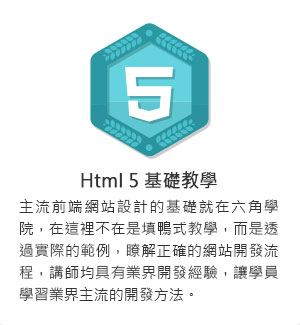 5
Html 5 基礎教學
主流前端網站設計的基礎就在六角學
院，在這裡不在是填鴨式教學，而是透
過實際的範例，瞭解正確的網站開發流
程，講師均具有業界開發經驗，讓學員
學習業界主流的開發方法。